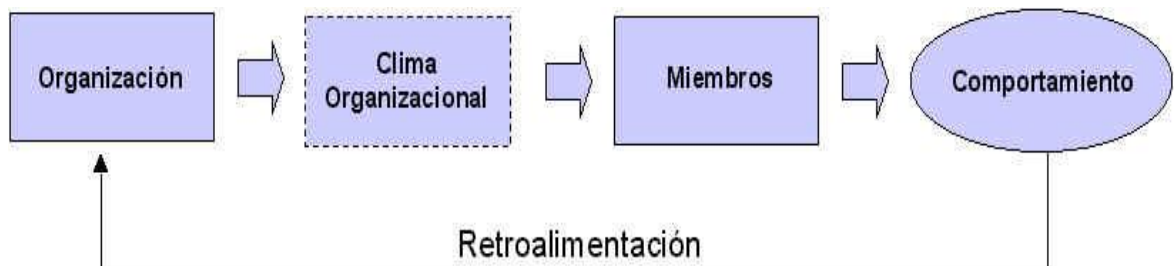 Organización
Clima
Organizacional
Miembros
Comportamiento
Retroalimentación